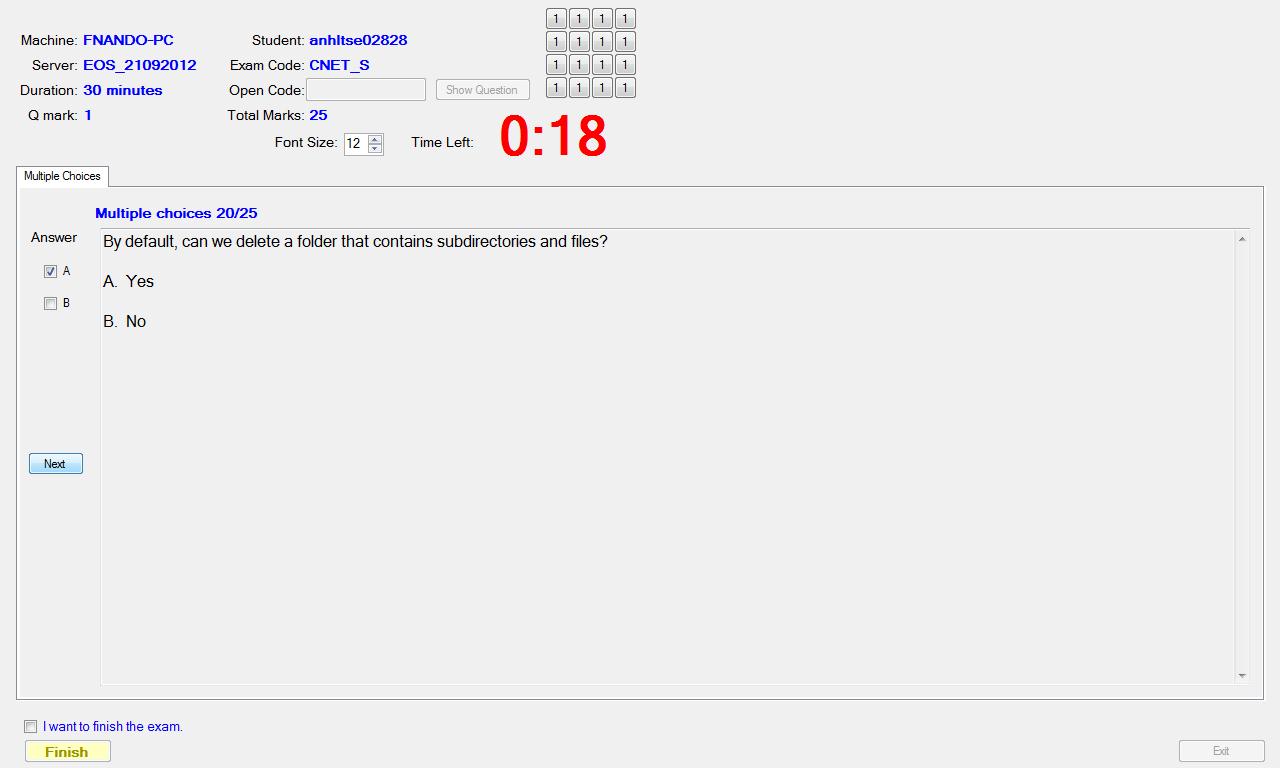 Machine: FNANDO-PC
Student: anhltse02828
Server: EOS_21092012
Exam Code: CNET_S
Duration: 30 minutes
Open Code:
Show Question
Q mark: 1
Total Marks: 25
Font Size: 12
Time Left: 0:18
1 1 1 1
1 1 1 1
1 1 1 1
1 1 1 1
Multiple Choices
Multiple choices 20/25
Answer
A
B
By default, can we delete a folder that contains subdirectories and files?
A. Yes
B. No
Next
I want to finish the exam.
Finish
Exit